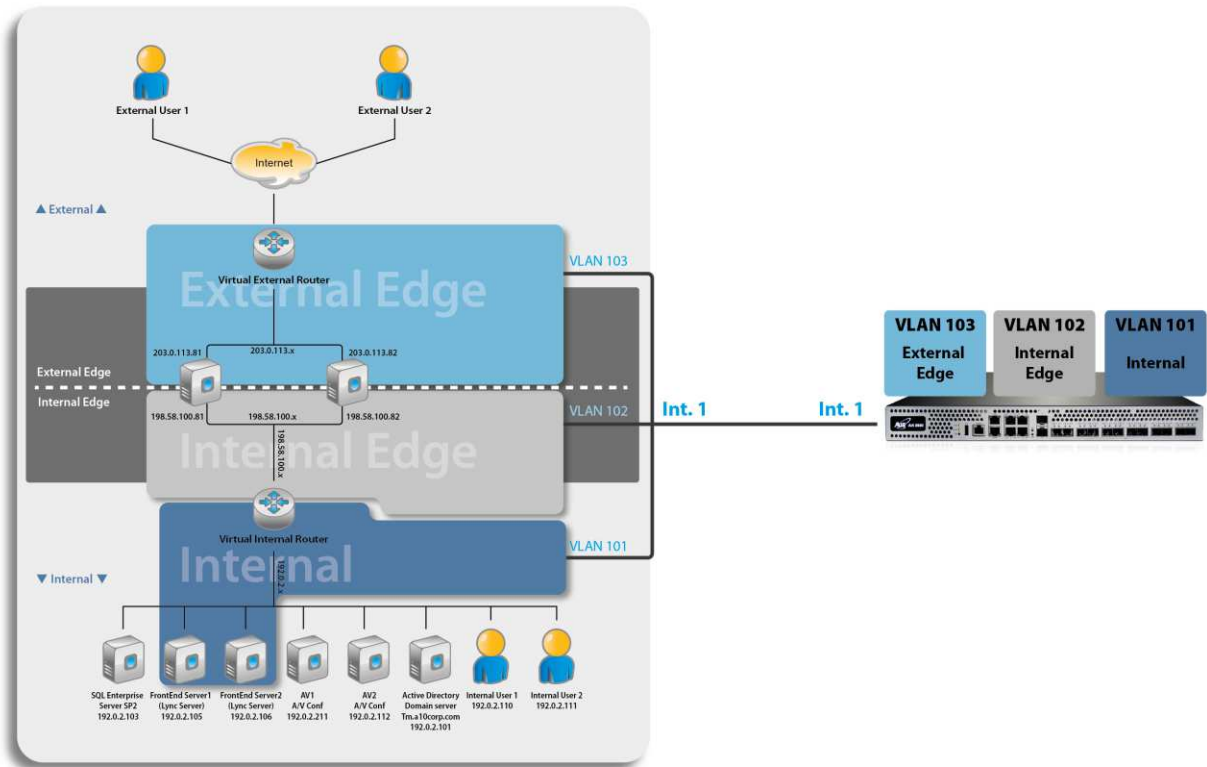 External User 1
External User 2
Internet
▲ External ▲
VLAN 103
Virtual External Router
External Edge
203.0.113.81
203.0.113.x
203.0.113.82
External Edge
Internal Edge
198.58.100.81
198.58.100.x
198.58.100.82
VLAN 102
198.58.100.x
Internal Edge
Virtual Internal Router
VLAN 101
Internal
192.0.2.x
▼ Internal ▼
SQL Enterprise
Server SP2
192.0.2.103
FrontEnd Server1
(Lync Server)
192.0.2.105
FrontEnd Server2
(Lync Server)
192.0.2.106
AV1
A/V Conf
192.0.2.211
AV2
A/V Conf
192.0.2.112
Active Directory
Domain server
Tm.a10corp.com
192.0.2.101
Internal User 1
192.0.2.110
Internal User 2
192.0.2.111
Int. 1
Int. 1
VLAN 103
External
Edge
VLAN 102
Internal
Edge
VLAN 101
Internal